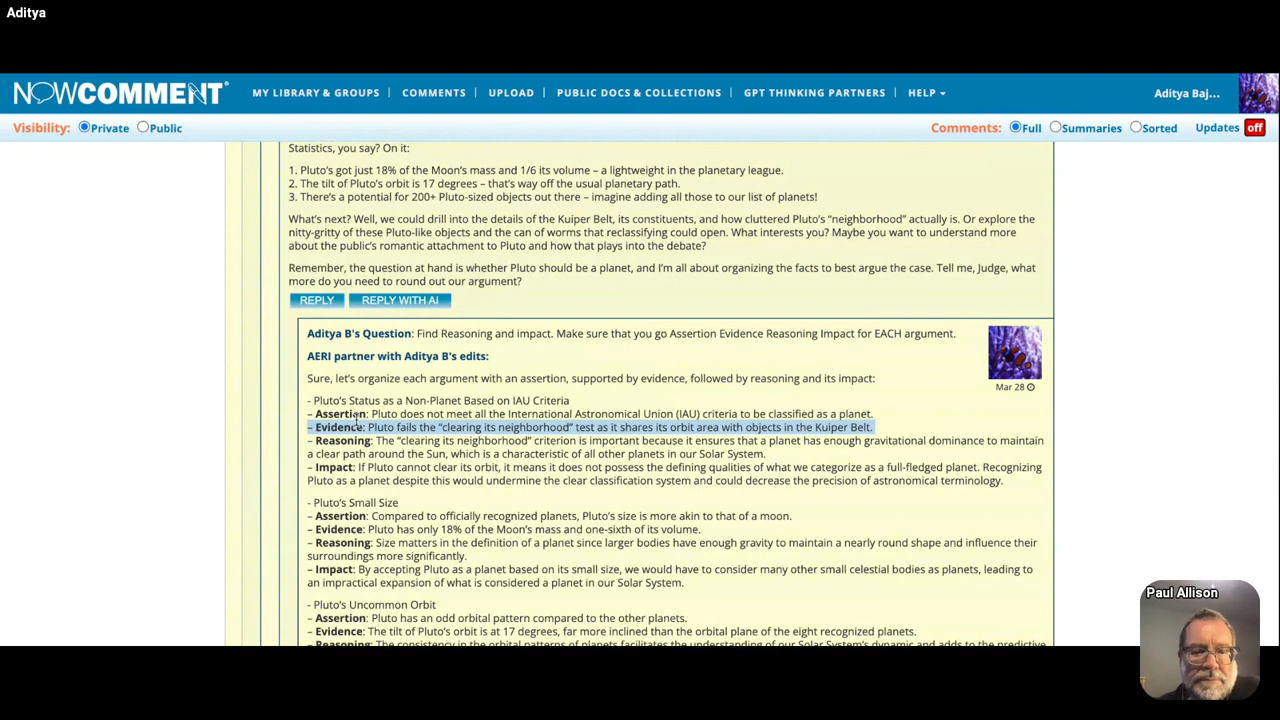 Aditya
NOWCOMMENT®
MY LIBRARY & GROUPS | COMMENTS | UPLOAD | PUBLIC DOCS & COLLECTIONS | GPT THINKING PARTNERS | HELP
Aditya Baj...
Visibility: Private Public
Comments: Full Summaries Sorted Updates off
Statistics, you say? On it:
1. Pluto's got just 18% of the Moon's mass and 1/6 its volume – a lightweight in the planetary league.
2. The tilt of Pluto's orbit is 17 degrees – that's way off the usual planetary path.
3. There's a potential for 200+ Pluto-sized objects out there – imagine adding all those to our list of planets!
What's next? Well, we could drill into the details of the Kuiper Belt, its constituents, and how cluttered Pluto's "neighborhood" actually is. Or explore the
nitty-gritty of these Pluto-like objects and the can of worms that reclassifying could open. What interests you? Maybe you want to understand more
about the public's romantic attachment to Pluto and how that plays into the debate?
Remember, the question at hand is whether Pluto should be a planet, and I'm all about organizing the facts to best argue the case. Tell me, Judge, what
more do you need to round out our argument?
REPLY REPLY WITH AI
Aditya B's Question: Find Reasoning and impact. Make sure that you go Assertion Evidence Reasoning Impact for EACH argument.
AERI partner with Aditya B's edits:
Sure, let's organize each argument with an assertion, supported by evidence, followed by reasoning and its impact:
Mar 28
- Pluto's Status as a Non-Planet Based on IAU Criteria
– Assertion: Pluto does not meet all the International Astronomical Union (IAU) criteria to be classified as a planet.
– Evidence: Pluto fails the "clearing its neighborhood" test as it shares its orbit area with objects in the Kuiper Belt.
– Reasoning: The "clearing its neighborhood" criterion is important because it ensures that a planet has enough gravitational dominance to maintain
a clear path around the Sun, which is a characteristic of all other planets in our Solar System.
– Impact: If Pluto cannot clear its orbit, it means it does not possess the defining qualities of what we categorize as a full-fledged planet. Recognizing
Pluto as a planet despite this would undermine the clear classification system and could decrease the precision of astronomical terminology.
- Pluto's Small Size
– Assertion: Compared to officially recognized planets, Pluto's size is more akin to that of a moon.
– Evidence: Pluto has only 18% of the Moon's mass and one-sixth of its volume.
– Reasoning: Size matters in the definition of a planet since larger bodies have enough gravity to maintain a nearly round shape and influence their
surroundings more significantly.
– Impact: By accepting Pluto as a planet based on its small size, we would have to consider many other small celestial bodies as planets, leading to
an impractical expansion of what is considered a planet in our Solar System.
Paul Allison
- Pluto's Uncommon Orbit
– Assertion: Pluto has an odd orbital pattern compared to the other planets.
– Evidence: The tilt of Pluto's orbit is at 17 degrees, far more inclined than the orbital plane of the eight recognized planets.
– Reasoning: The consistency in the orbital patterns of planets facilitates the understanding of our Solar System's dynamic and adds to the predictive